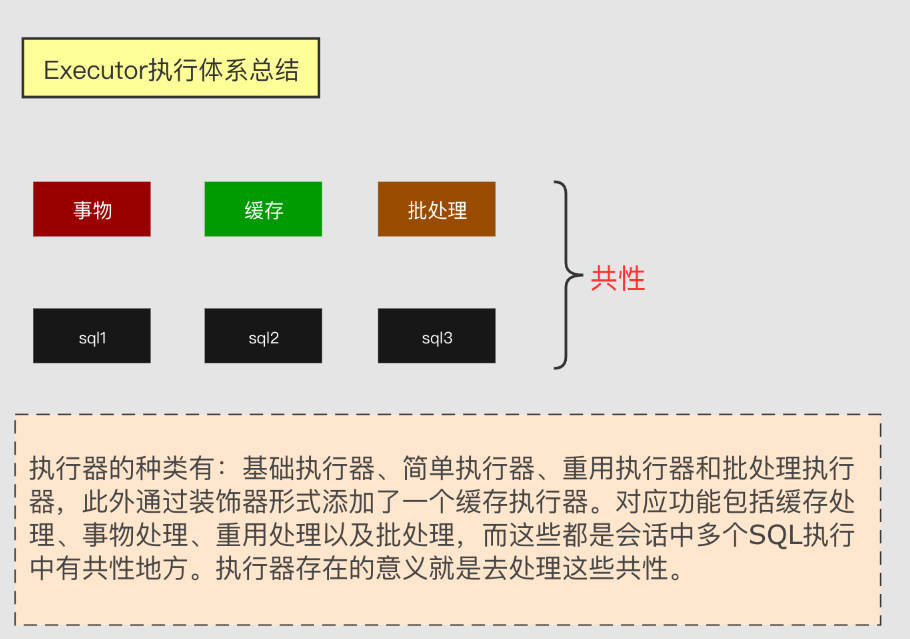 Executor执行体系总结
事物
缓存
批处理
共性
sql1
sql2
sql3
执行器的种类有：基础执行器、简单执行器、重用执行器和批处理执行
器，此外通过装饰器形式添加了一个缓存执行器。对应功能包括缓存处
理、事物处理、重用处理以及批处理，而这些都是会话中多个SQL执行
中有共性地方。执行器存在的意义就是去处理这些共性。